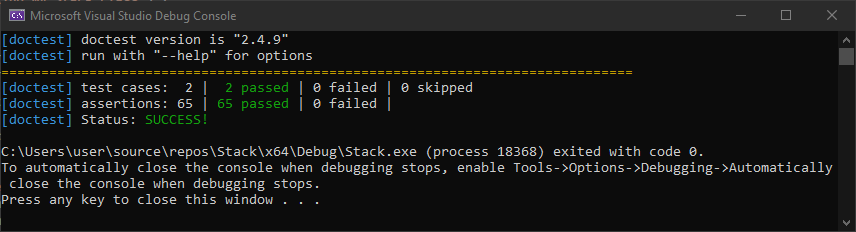 Microsoft Visual Studio Debug Console
[doctest] doctest version is "2.4.9"
[doctest] run with "--help" for options
===============================================================================
[doctest] test cases:  2 |  2 passed | 0 failed | 0 skipped
[doctest] assertions: 65 | 65 passed | 0 failed |
[doctest] Status: SUCCESS!
C:\Users\user\source\repos\Stack\x64\Debug\Stack.exe (process 18368) exited with code 0.
To automatically close the console when debugging stops, enable Tools->Options->Debugging->Automatically
 close the console when debugging stops.
Press any key to close this window . . .